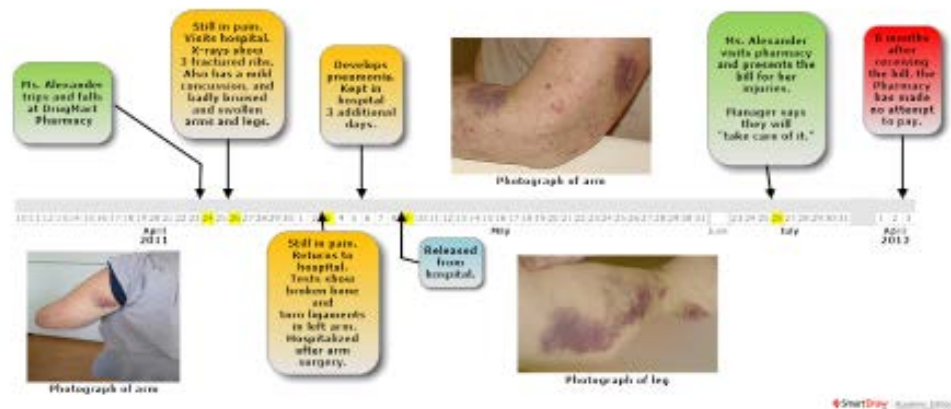 Ms. Alexander
trips and falls
at DrugMart
Pharmacy
Still in pain.
Visits hospital.
X-rays show
3 fractured ribs.
Also has a mild
concussion, and
badly bruised
and swollen
arms and legs.
Develops
pneumonia.
Kept in
hospital
3 additional
days.
Photograph of arm
Ms. Alexander
visits pharmacy
and presents the
bill for her
injuries.
Manager says
they will
"take care of it."
months
after
receiving
the bill, the
Pharmacy
has made
no attempt
to pay.
April
2011
May
June
July
April
2012
Still in pain.
Returns to
hospital.
Tests show
broken bone
and
torn ligaments
in left arm.
Hospitalized
after arm
surgery.
Released
from
hospital.
Photograph of arm
Photograph of leg
SmartDraw Academic Edition